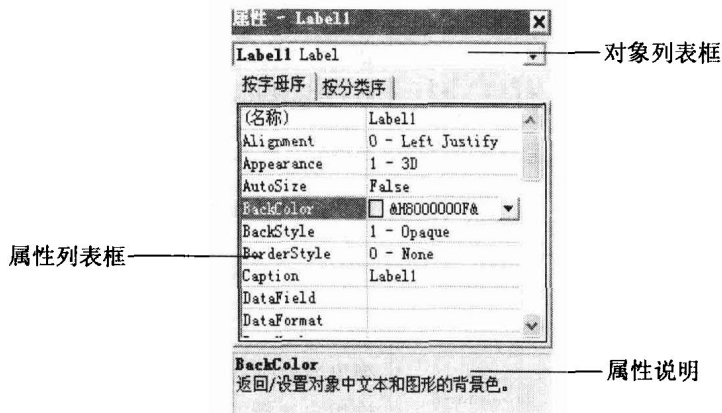 属性 - Label1
Label1 Label
对象列表框
按字母序 按分类序
(名称) Label1
Alignment 0 - Left Justify
Appearance 1 - 3D
AutoSize False
BackColor &H8000000F&
BackStyle 1 - Opaque
属性列表框
BorderStyle 0 - None
Caption Label1
DataField
DataFormat
BackColor
返回/设置对象中文本和图形的背景色。
属性说明